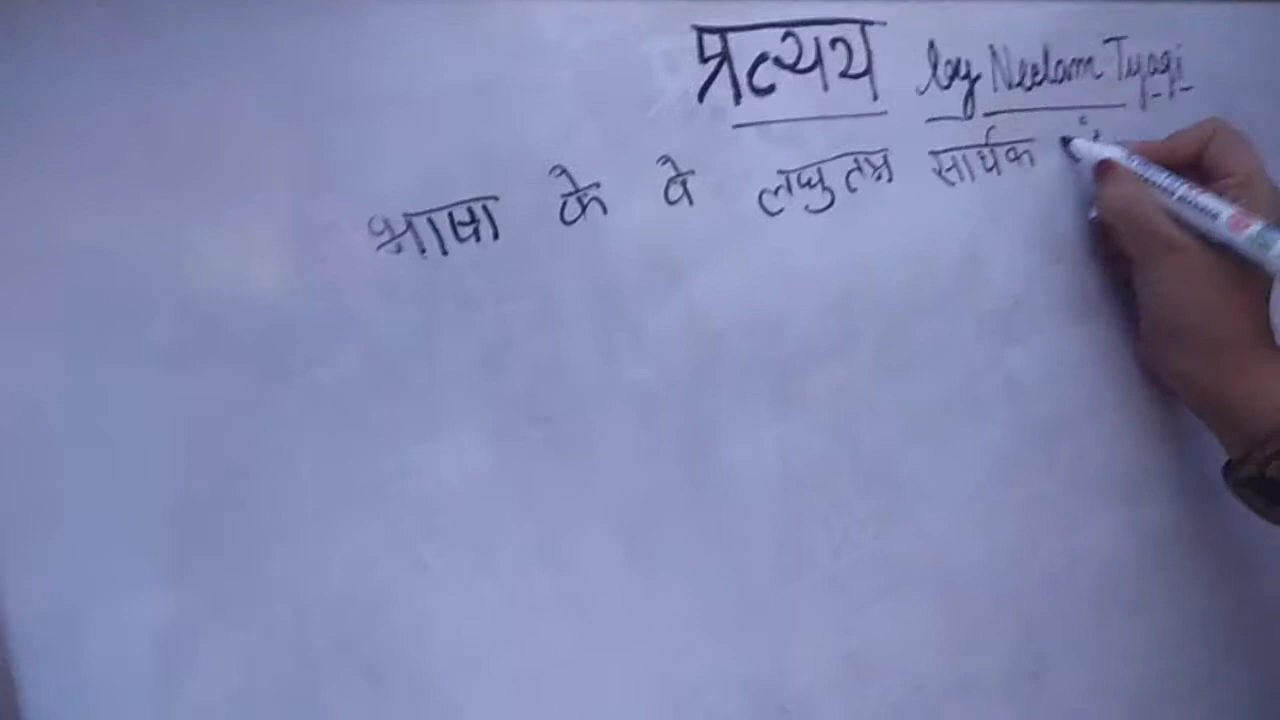 प्रत्यय by Neelam Tyagi
भाषा के वे लघुतम सार्थक